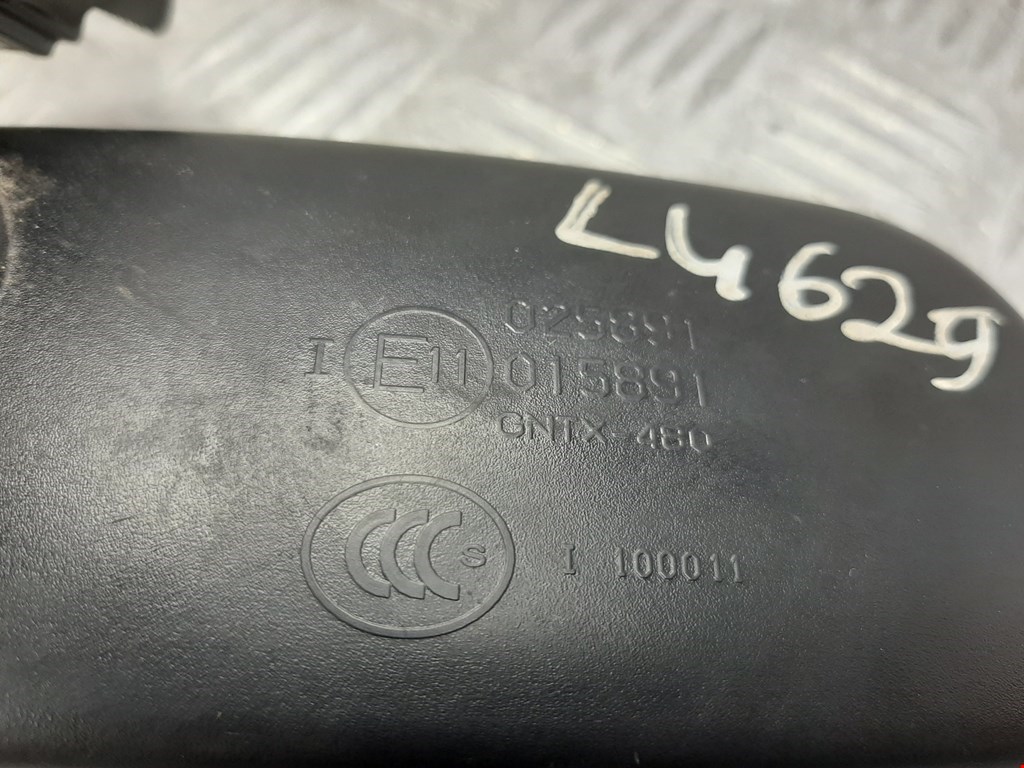 L4629
025891
I E11 015891
GNTX-480
CCC S
I 100011